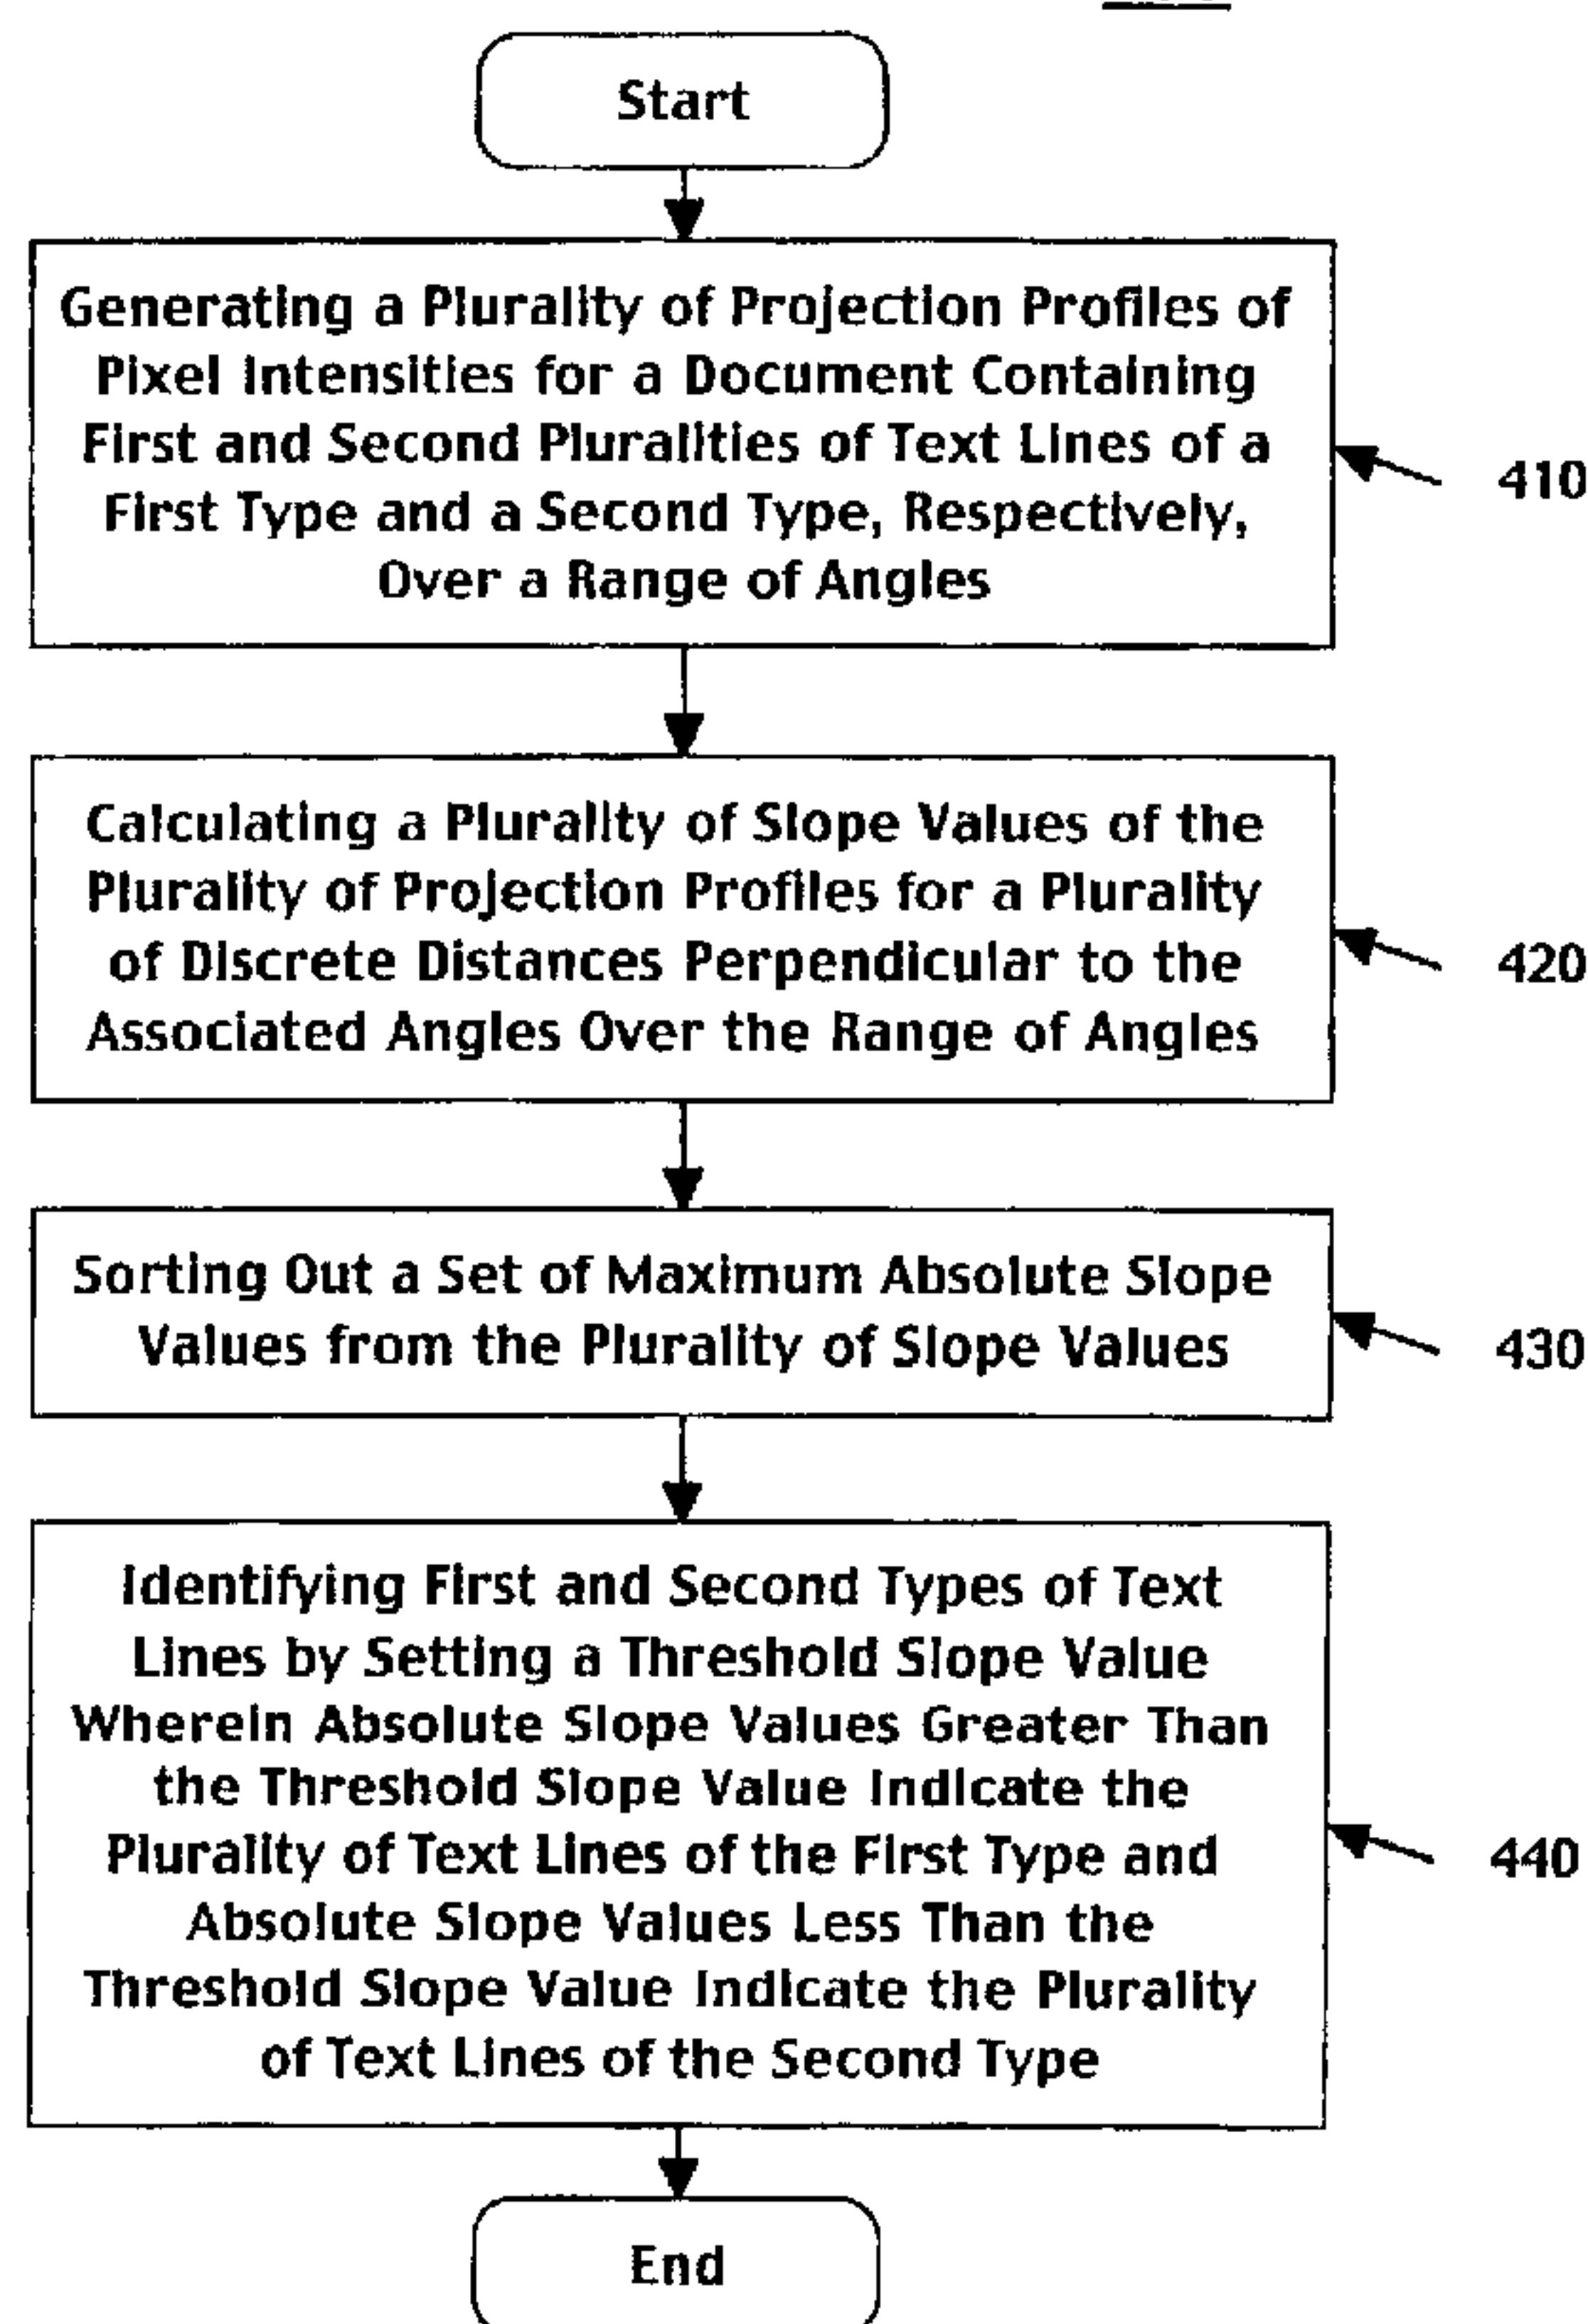 Start
Generating a Plurality of Projection Profiles of
Pixel Intensities for a Document Containing
First and Second Pluralities of Text Lines of a
First Type and a Second Type, Respectively,
Over a Range of Angles
410
Calculating a Plurality of Slope Values of the
Plurality of Projection Profiles for a Plurality
of Discrete Distances Perpendicular to the
Associated Angles Over the Range of Angles
420
Sorting Out a Set of Maximum Absolute Slope
Values from the Plurality of Slope Values
430
Identifying First and Second Types of Text
Lines by Setting a Threshold Slope Value
Wherein Absolute Slope Values Greater Than
the Threshold Slope Value Indicate the
Plurality of Text Lines of the First Type and
Absolute Slope Values Less Than the
Threshold Slope Value Indicate the Plurality
of Text Lines of the Second Type
440
End